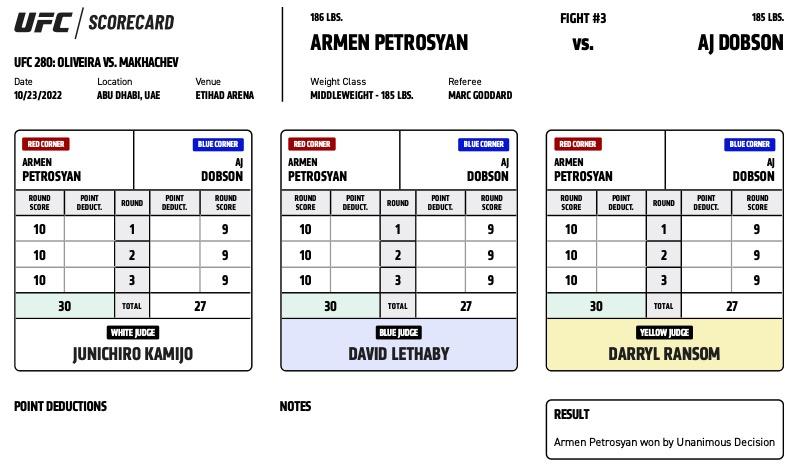 UFC / SCORECARD
UFC 280: OLIVEIRA VS. MAKHACHEV
Date Location Venue
10/23/2022 ABU DHABI, UAE ETIHAD ARENA
186 LBS. FIGHT #3 185 LBS.
ARMEN PETROSYAN VS. AJ DOBSON
Weight Class Referee
MIDDLEWEIGHT - 185 LBS. MARC GODDARD
RED CORNER BLUE CORNER
ARMEN AJ
PETROSYAN DOBSON
ROUND SCORE POINT DEDUCT. ROUND POINT DEDUCT. ROUND SCORE
10 1 9
10 2 9
10 3 9
30 TOTAL 27
WHITE JUDGE
JUNICHIRO KAMIJO
RED CORNER BLUE CORNER
ARMEN AJ
PETROSYAN DOBSON
ROUND SCORE POINT DEDUCT. ROUND POINT DEDUCT. ROUND SCORE
10 1 9
10 2 9
10 3 9
30 TOTAL 27
BLUE JUDGE
DAVID LETHABY
RED CORNER BLUE CORNER
ARMEN AJ
PETROSYAN DOBSON
ROUND SCORE POINT DEDUCT. ROUND POINT DEDUCT. ROUND SCORE
10 1 9
10 2 9
10 3 9
30 TOTAL 27
YELLOW JUDGE
DARRYL RANSOM
POINT DEDUCTIONS
NOTES
RESULT
Armen Petrosyan won by Unanimous Decision